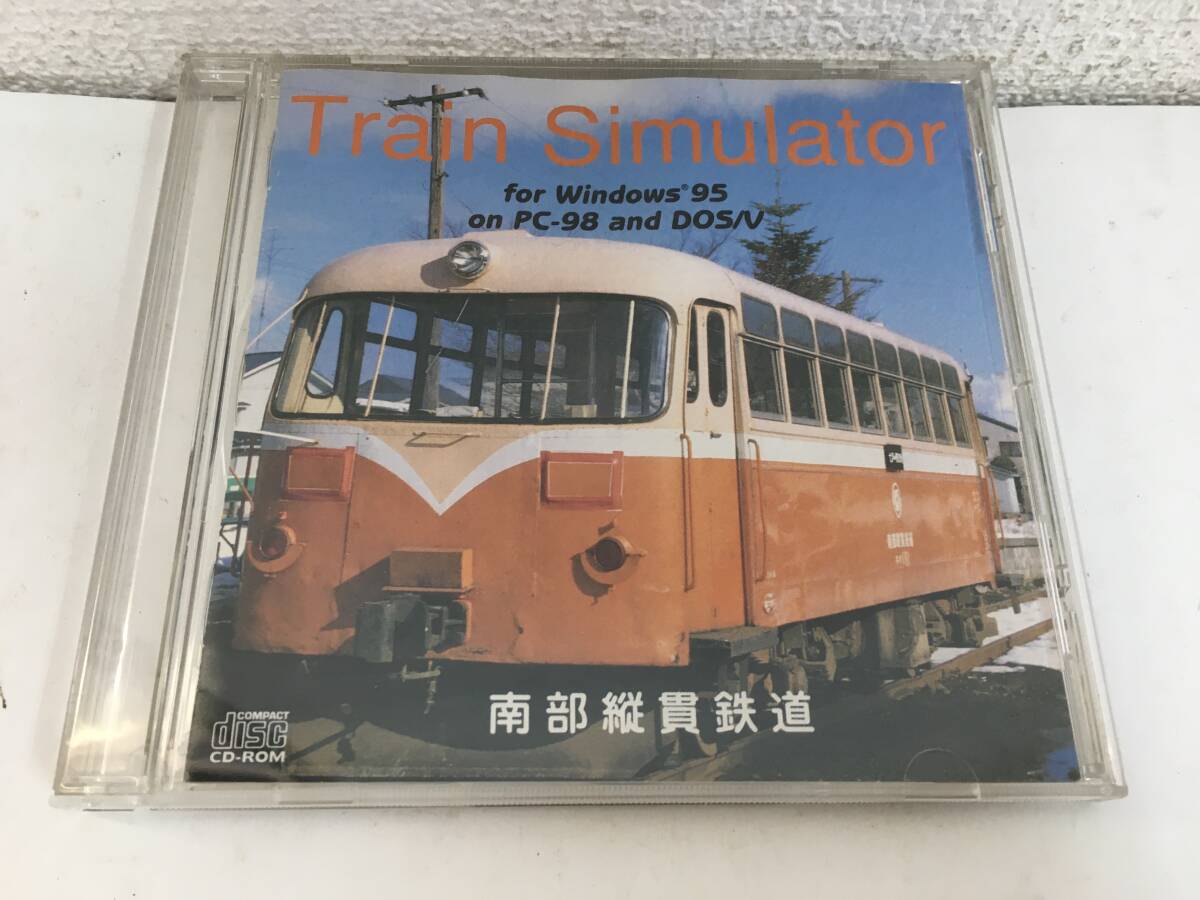 Train Simulator
for Windows®95
on PC-98 and DOS/V
南部縦貫鉄道
COMPACT
disc
CD-ROM